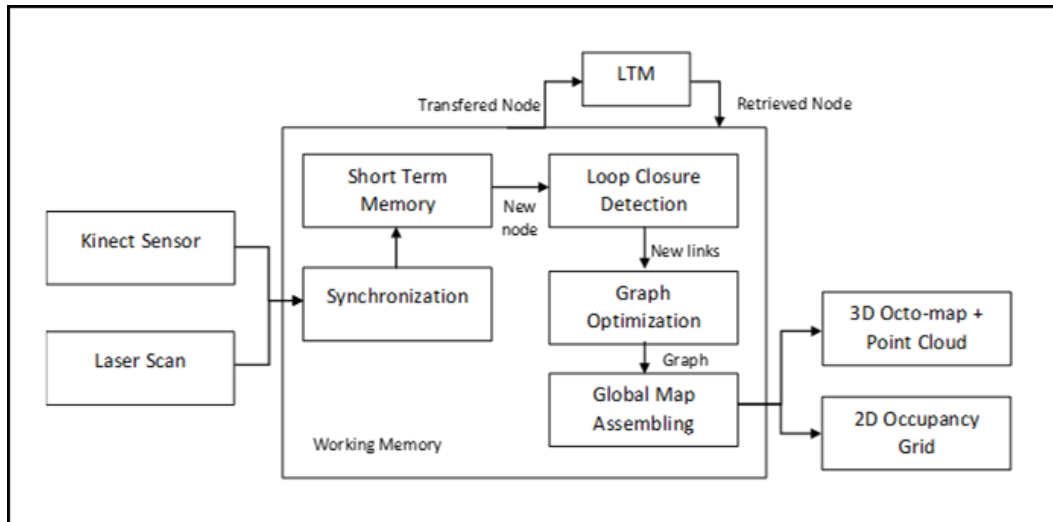 LTM
Transfered Node
Retrieved Node
Short Term
Memory
Loop Closure
Detection
New
node
Kinect Sensor
New links
Synchronization
Graph
Optimization
3D Octo-map +
Point Cloud
Laser Scan
Graph
Global Map
Assembling
2D Occupancy
Grid
Working Memory